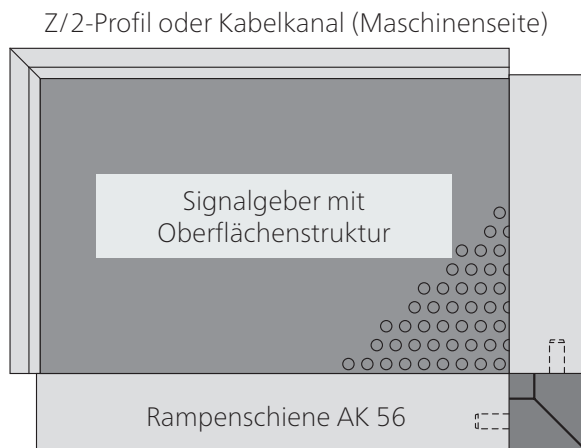 Z/2-Profil oder Kabelkanal (Maschinenseite)
Signalgeber mit
Oberflächenstruktur
Rampenschiene AK 56